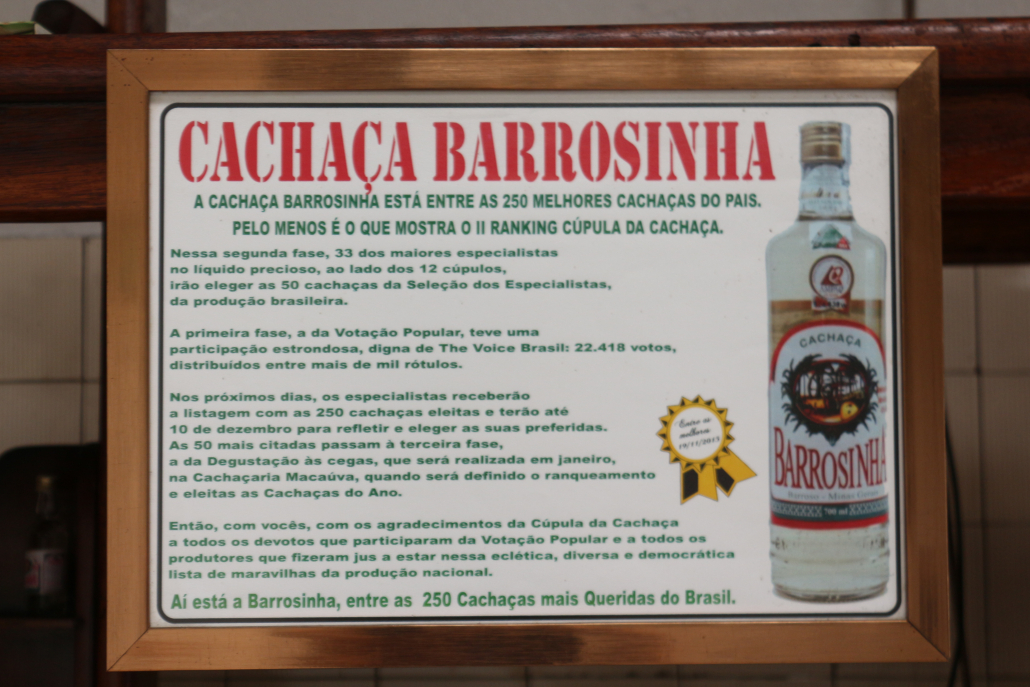 CACHAÇA BARROSINHA
A CACHAÇA BARROSINHA ESTÁ ENTRE AS 250 MELHORES CACHAÇAS DO PAIS.
PELO MENOS É O QUE MOSTRA O II RANKING CÚPULA DA CACHAÇA.
Nessa segunda fase, 33 dos maiores especialistas
no líquido precioso, ao lado dos 12 cúpulos,
irão eleger as 50 cachaças da Seleção dos Especialistas,
da produção brasileira.
A primeira fase, a da Votação Popular, teve uma
participação estrondosa, digna de The Voice Brasil: 22.418 votos,
distribuídos entre mais de mil rótulos.
Nos próximos dias, os especialistas receberão
a listagem com as 250 cachaças eleitas e terão até
10 de dezembro para refletir e eleger as suas preferidas.
As 50 mais citadas passam à terceira fase,
a da Degustação às cegas, que será realizada em janeiro,
na Cachaçaria Macaúva, quando será definido o ranqueamento
e eleitas as Cachaças do Ano.
Então, com vocês, com os agradecimentos da Cúpula da Cachaça
a todos os devotos que participaram da Votação Popular e a todos os
produtores que fizeram jus a estar nessa eclética, diversa e democrática
lista de maravilhas da produção nacional.
Aí está a Barrosinha, entre as 250 Cachaças mais Queridas do Brasil.
Entre as
melhores
CACHAÇA
BARROSINHA
Minas Gerais
700 ml